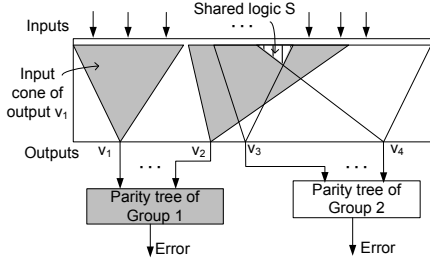 Shared logic S
Inputs
. . .
Input
cone of
output v1
Outputs
v1
v2
v3
v4
. . .
. . .
Parity tree of
Group 1
Parity tree of
Group 2
Error
Error